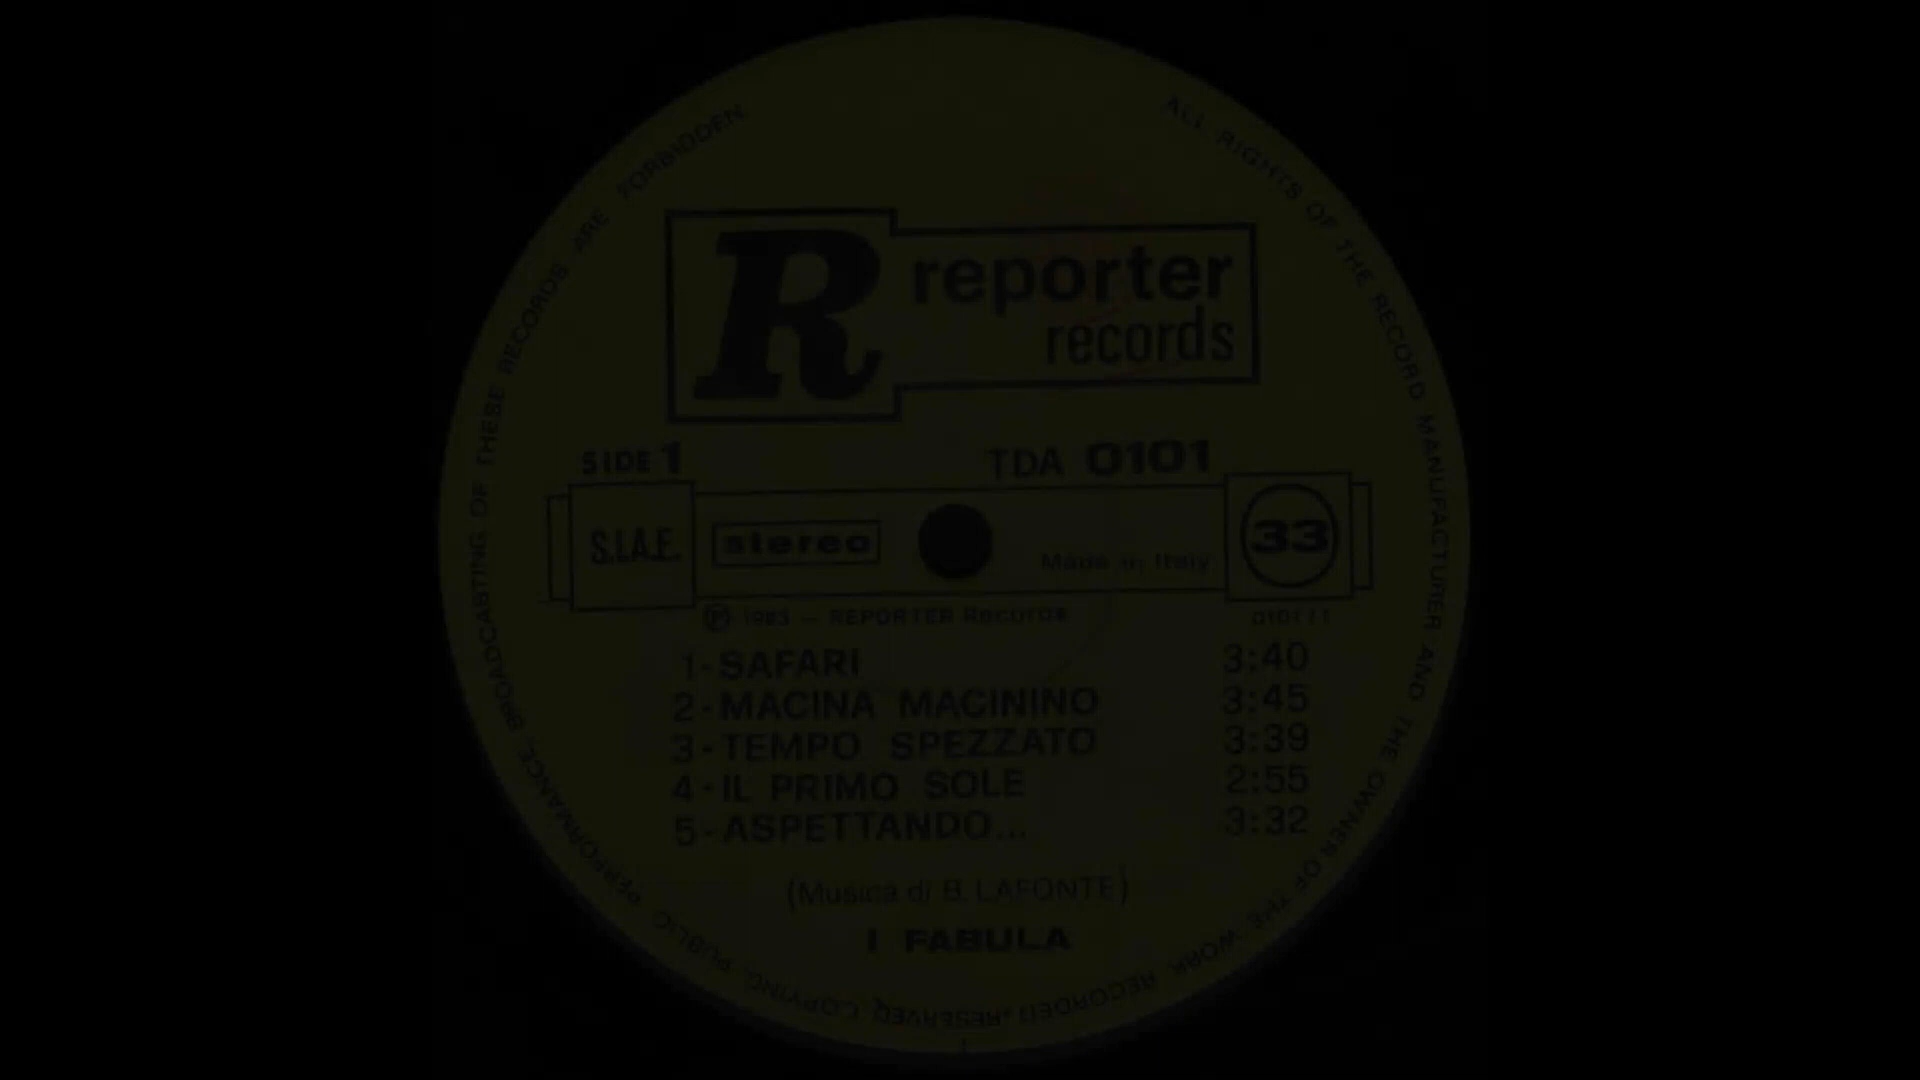 ALL RIGHTS OF THE RECORD MANUFACTURER AND THE OWNER OF THE WORK RECORDED RESERVED. COPYING, PUBLIC PERFORMANCE, BROADCASTING OF THESE RECORDS ARE FORBIDDEN
R reporter
records
SIDE 1 TDA 0101
S.I.A.E. stereo Made in Italy 33
Ⓟ 1983 — REPORTER Records
1-SAFARI 3:40
2-MACINA MACININO 3:45
3-TEMPO SPEZZATO 3:39
4-IL PRIMO SOLE 2:55
5-ASPETTANDO... 3:32
(Musica di B. LAFONTE)
I FABULA